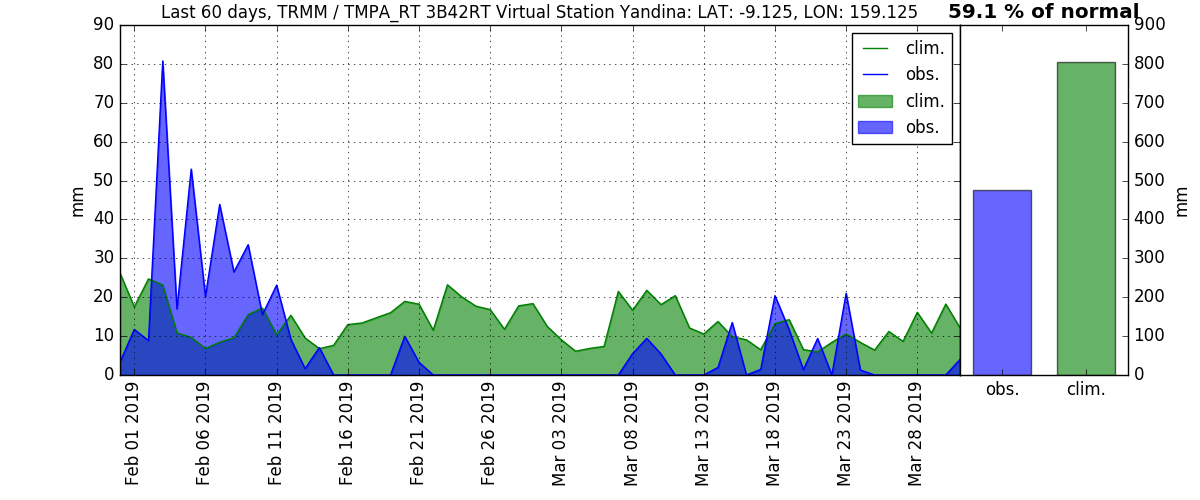 Last 60 days, TRMM / TMPA_RT 3B42RT Virtual Station Yandina: LAT: -9.125, LON: 159.125
59.1 % of normal
90
80
70
60
50
40
30
20
10
0
mm
clim.
obs.
clim.
obs.
Feb 01 2019
Feb 06 2019
Feb 11 2019
Feb 16 2019
Feb 21 2019
Feb 26 2019
Mar 03 2019
Mar 08 2019
Mar 13 2019
Mar 18 2019
Mar 23 2019
Mar 28 2019
900
800
700
600
500
400
300
200
100
0
mm
obs.
clim.